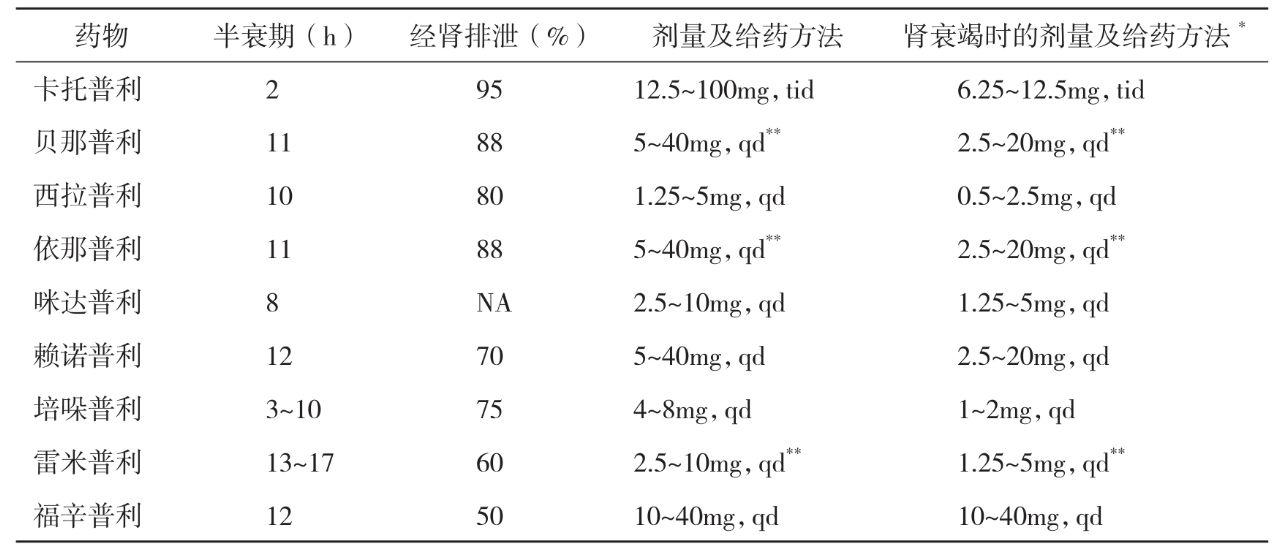 药物 半衰期（h） 经肾排泄（%） 剂量及给药方法 肾衰竭时的剂量及给药方法*
卡托普利 2 95 12.5~100mg, tid 6.25~12.5mg, tid
贝那普利 11 88 5~40mg, qd** 2.5~20mg, qd**
西拉普利 10 80 1.25~5mg, qd 0.5~2.5mg, qd
依那普利 11 88 5~40mg, qd** 2.5~20mg, qd**
咪达普利 8 NA 2.5~10mg, qd 1.25~5mg, qd
赖诺普利 12 70 5~40mg, qd 2.5~20mg, qd
培哚普利 3~10 75 4~8mg, qd 1~2mg, qd
雷米普利 13~17 60 2.5~10mg, qd** 1.25~5mg, qd**
福辛普利 12 50 10~40mg, qd 10~40mg, qd